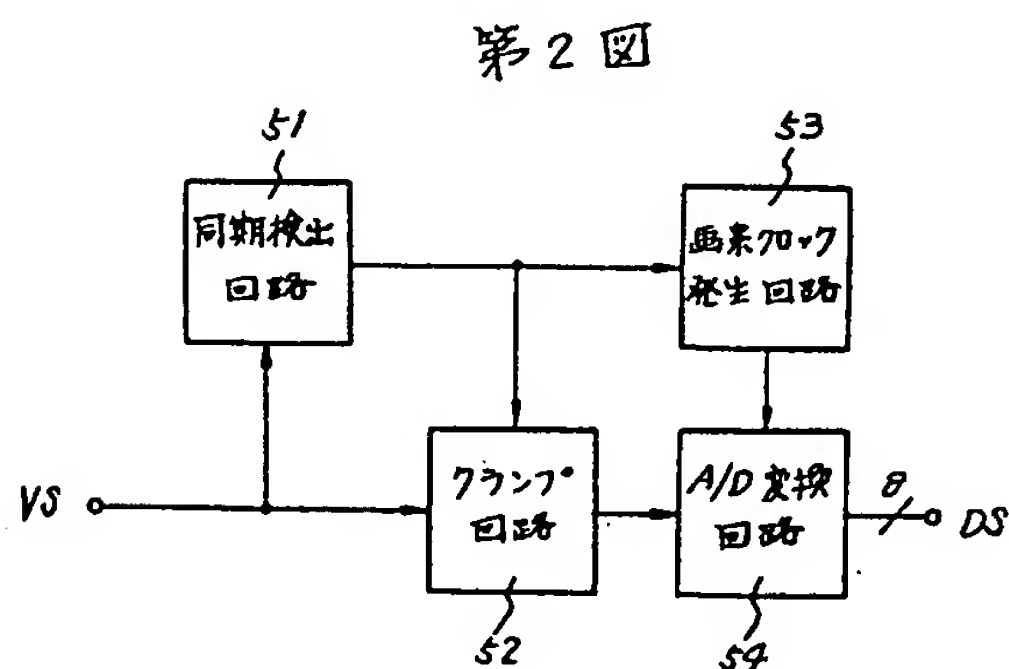 第2図
51
53
同期検出
回路
画素クロック
発生回路
VS
クランプ
回路
A/D変換
回路
8
DS
52
54